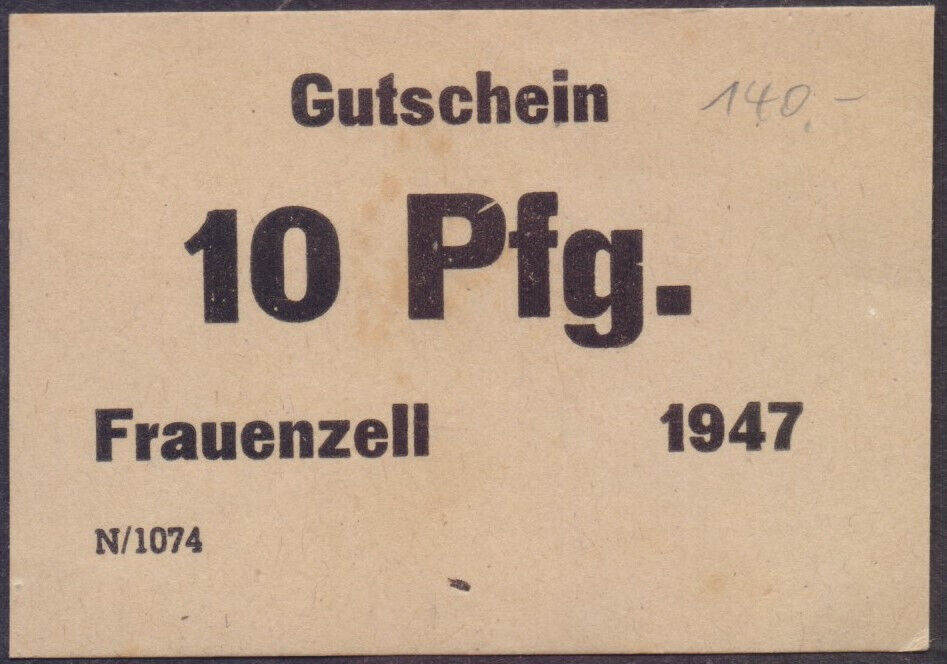 Gutschein
140.-
10 Pfg.
Frauenzell 1947
N/1074